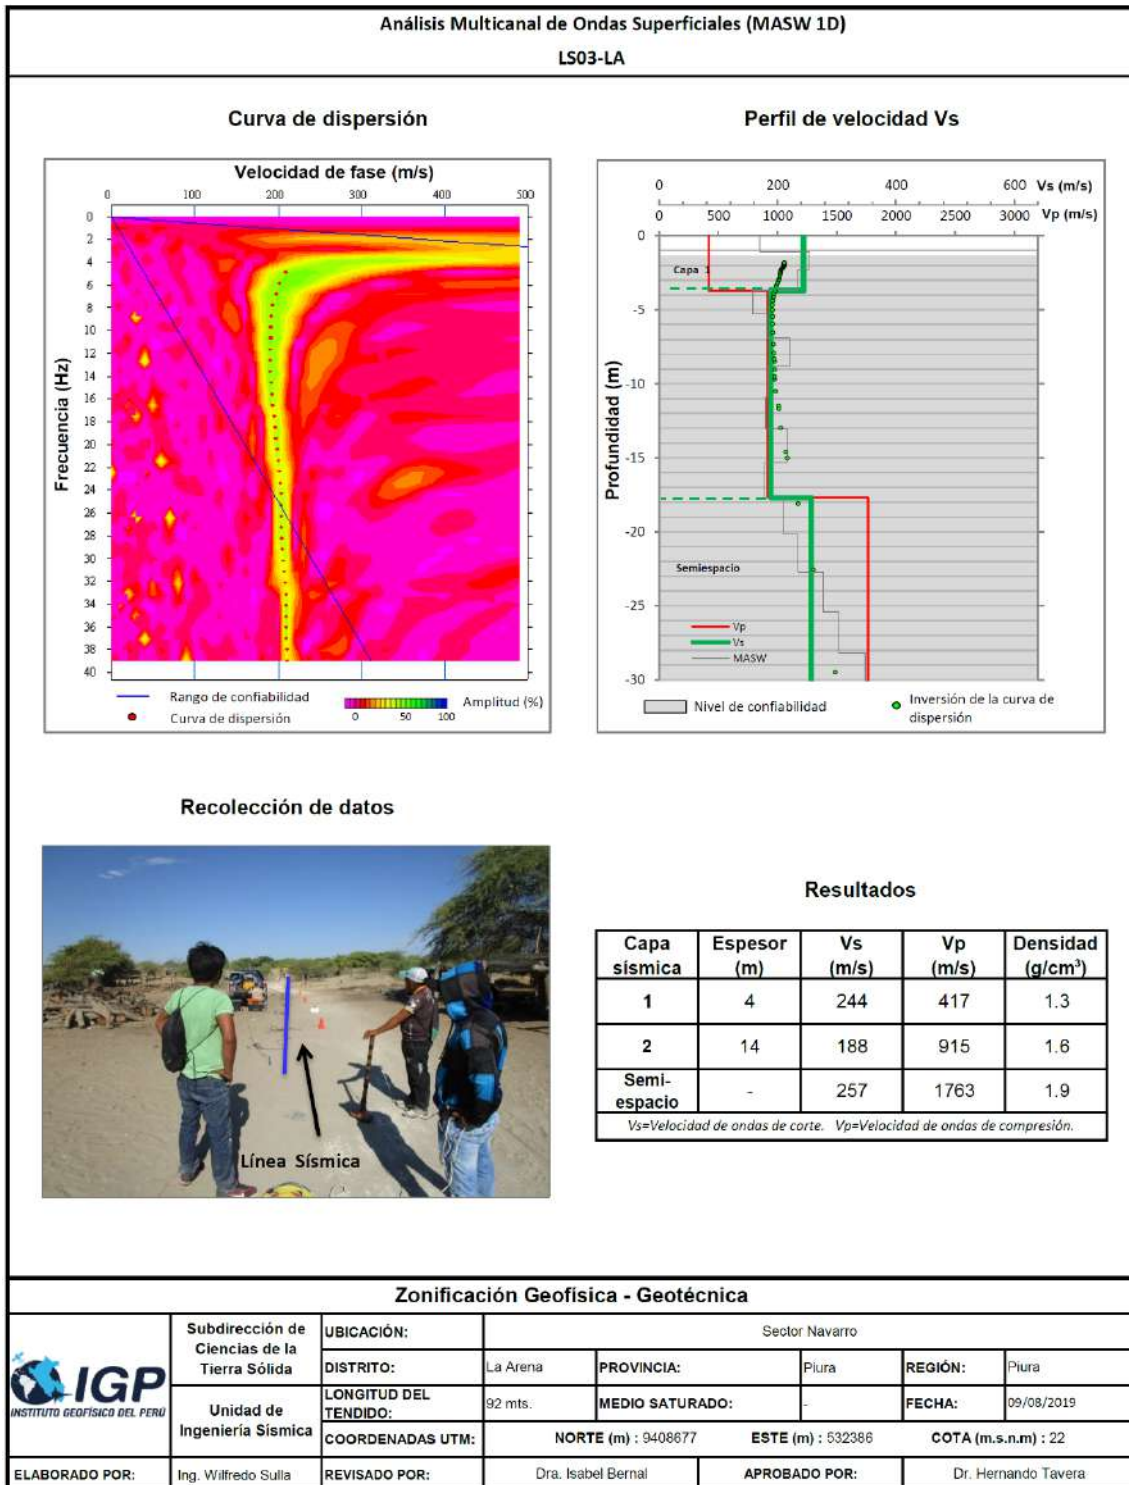 Análisis Multicanal de Ondas Superficiales (MASW 1D)
LS03-LA
Curva de dispersión
Velocidad de fase (m/s)
0 100 200 300 400 500
Frecuencia (Hz)
0
2
4
6
8
10
12
14
16
18
20
22
24
26
28
30
32
34
36
38
40
Rango de confiabilidad
Curva de dispersión
Amplitud (%)
0 50 100
Perfil de velocidad Vs
0 200 400 600 Vs (m/s)
0 500 1000 1500 2000 2500 3000 Vp (m/s)
Profundidad (m)
0
-5
-10
-15
-20
-25
-30
Capa 1
Semiespacio
Vp
Vs
MASW
Nivel de confiabilidad
Inversión de la curva de
dispersión
Recolección de datos
Línea Sísmica
Resultados
Capa sísmica Espesor (m) Vs (m/s) Vp (m/s) Densidad (g/cm³)
1 4 244 417 1.3
2 14 188 915 1.6
Semi-espacio - 257 1763 1.9
Vs=Velocidad de ondas de corte. Vp=Velocidad de ondas de compresión.
Zonificación Geofísica - Geotécnica
IGP
INSTITUTO GEOFÍSICO DEL PERÚ
Subdirección de
Ciencias de la
Tierra Sólida
Unidad de
Ingeniería Sísmica
UBICACIÓN: Sector Navarro
DISTRITO: La Arena PROVINCIA: Piura REGIÓN: Piura
LONGITUD DEL TENDIDO: 92 mts. MEDIO SATURADO: - FECHA: 09/08/2019
COORDENADAS UTM: NORTE (m) : 9408677 ESTE (m) : 532386 COTA (m.s.n.m) : 22
ELABORADO POR: Ing. Wilfredo Sulla REVISADO POR: Dra. Isabel Bernal APROBADO POR: Dr. Hernando Tavera